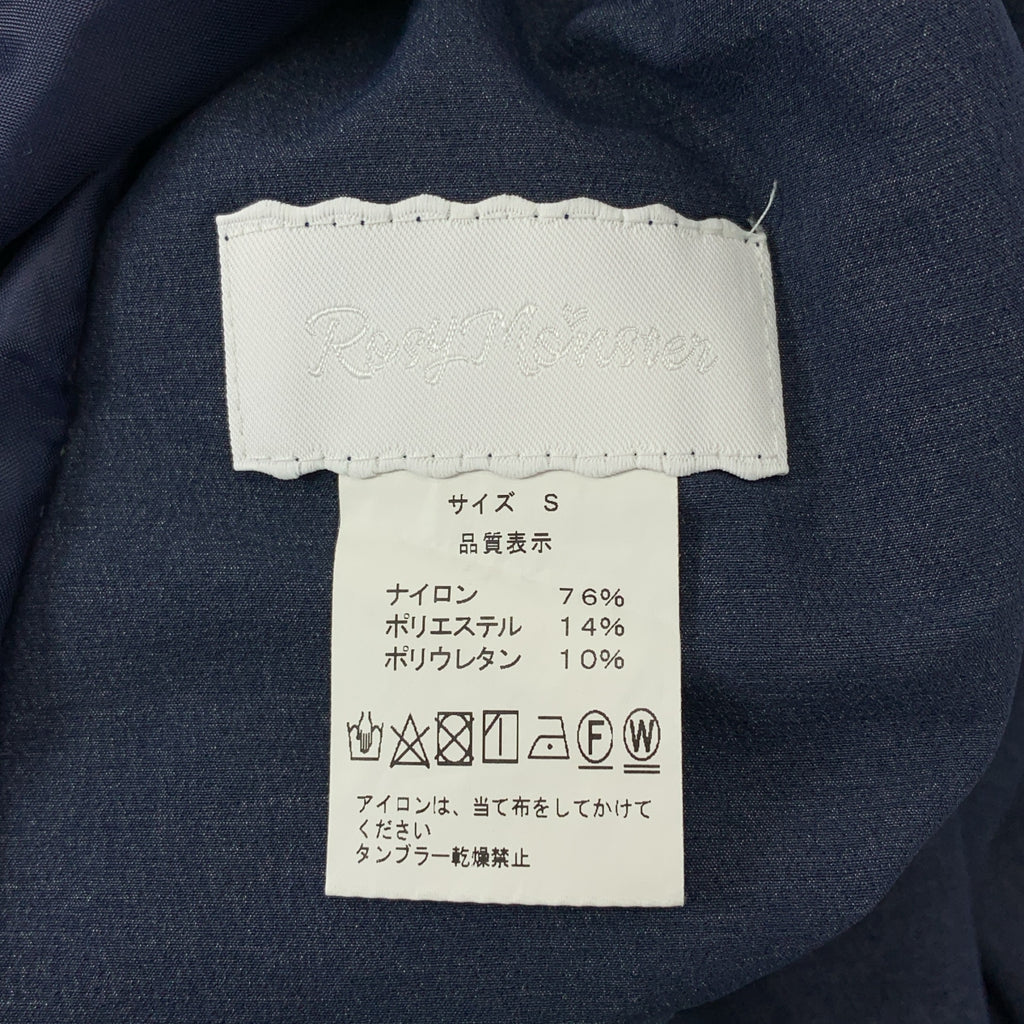 Rosy Monster
サイズ S
品質表示
ナイロン 76%
ポリエステル 14%
ポリウレタン 10%
F W
アイロンは、当て布をしてかけて
ください
タンブラー乾燥禁止